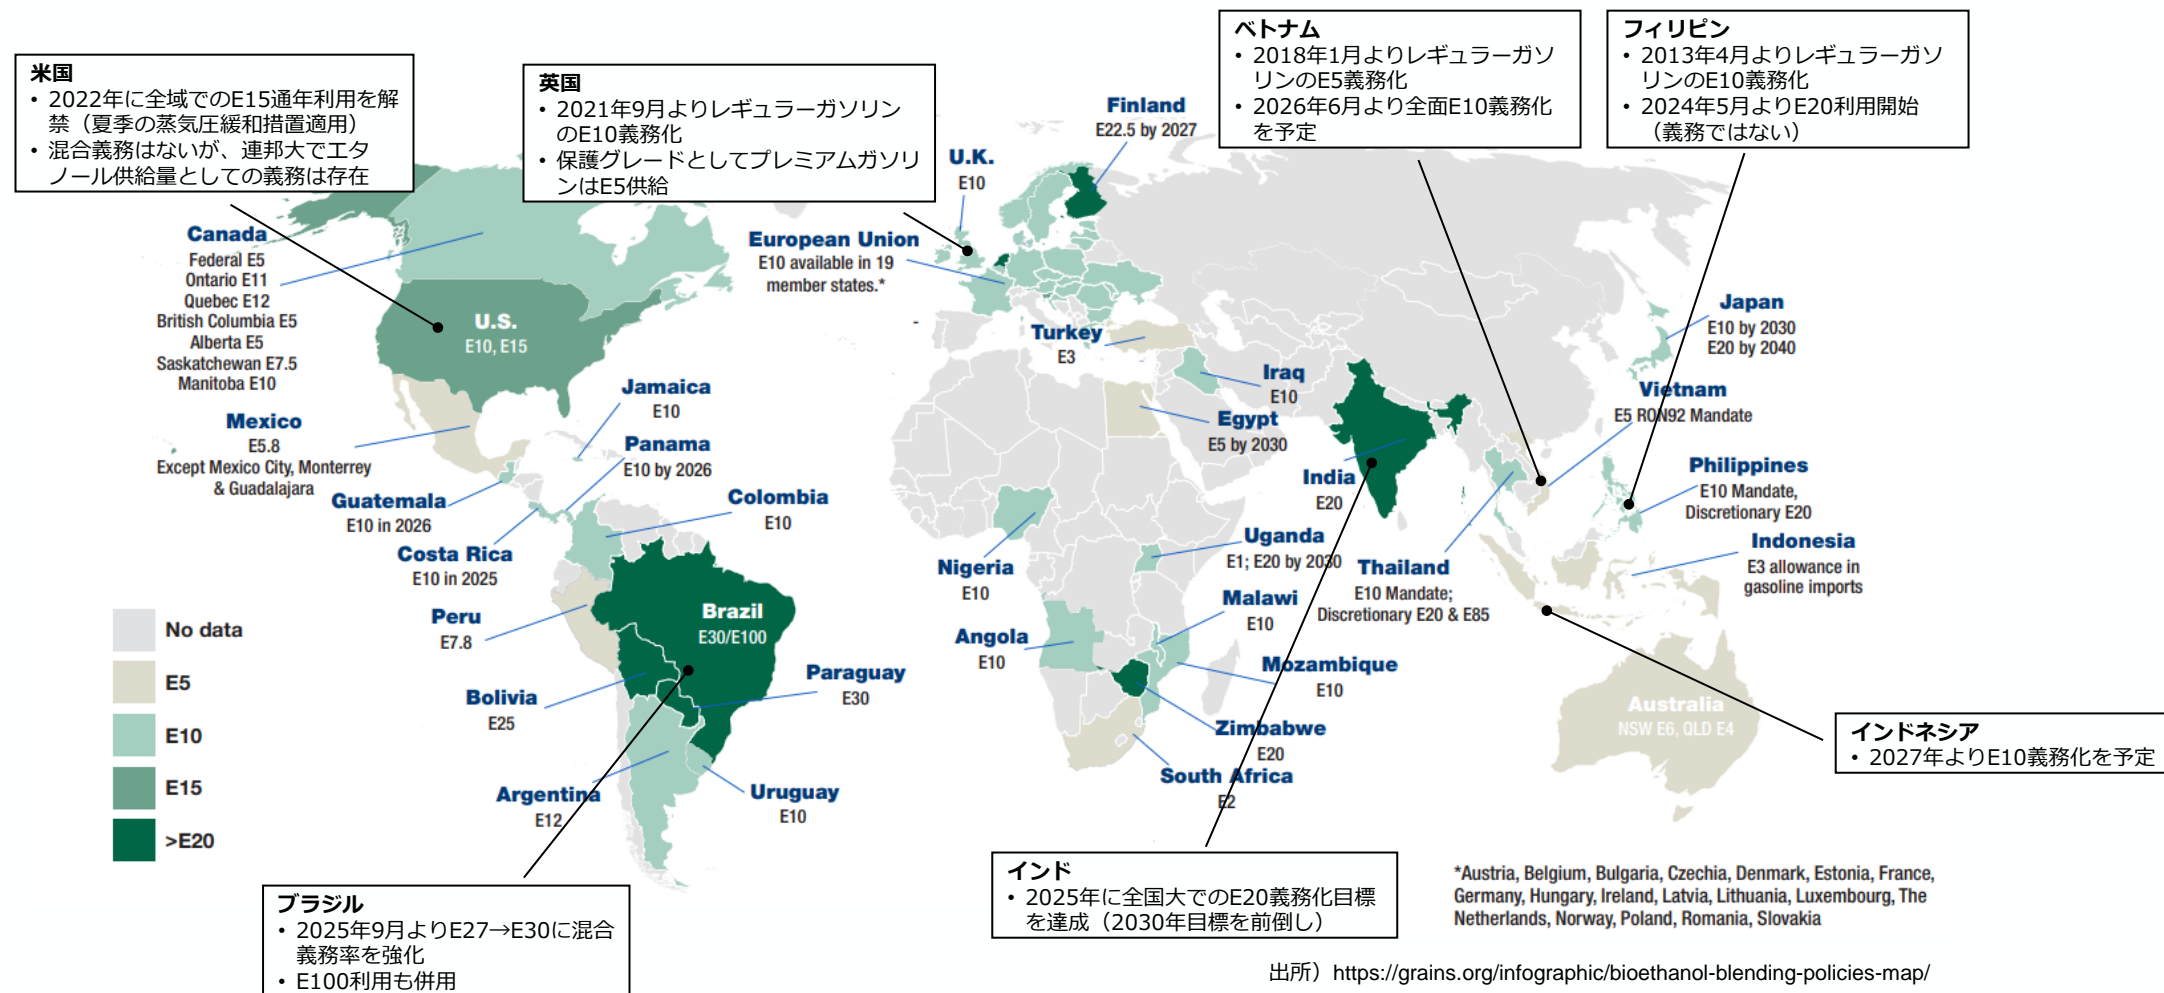 米国
• 2022年に全域でのE15通年利用を解
禁（夏季の蒸気圧緩和措置適用）
• 混合義務はないが、連邦大でエタ
ノール供給量としての義務は存在
英国
• 2021年9月よりレギュラーガソリン
のE10義務化
• 保護グレードとしてプレミアムガソリ
ンはE5供給
ベトナム
• 2018年1月よりレギュラーガソ
リンのE5義務化
• 2026年6月より全面E10義務化
を予定
フィリピン
• 2013年4月よりレギュラーガソ
リンのE10義務化
• 2024年5月よりE20利用開始
（義務ではない）
Finland
E22.5 by 2027
U.K.
E10
European Union
E10 available in 19
member states.*
Canada
Federal E5
Ontario E11
Quebec E12
British Columbia E5
Alberta E5
Saskatchewan E7.5
Manitoba E10
U.S.
E10, E15
Mexico
E5.8
Except Mexico City, Monterrey
& Guadalajara
Jamaica
E10
Panama
E10 by 2026
Guatemala
E10 in 2026
Costa Rica
E10 in 2025
Colombia
E10
Peru
E7.8
Brazil
E30/E100
Bolivia
E25
Paraguay
E30
Argentina
E12
Uruguay
E10
Turkey
E3
Iraq
E10
Egypt
E5 by 2030
India
E20
Nigeria
E10
Uganda
E1; E20 by 2030
Angola
E10
Malawi
E10
Mozambique
E10
Zimbabwe
E20
South Africa
E2
Japan
E10 by 2030
E20 by 2040
Vietnam
E5 RON92 Mandate
Philippines
E10 Mandate,
Discretionary E20
Thailand
E10 Mandate;
Discretionary E20 & E85
Indonesia
E3 allowance in
gasoline imports
Australia
NSW E6, QLD E4
No data
E5
E10
E15
>E20
ブラジル
• 2025年9月よりE27→E30に混合
義務率を強化
• E100利用も併用
インド
• 2025年に全国大でのE20義務化目標
を達成（2030年目標を前倒し）
インドネシア
• 2027年よりE10義務化を予定
*Austria, Belgium, Bulgaria, Czechia, Denmark, Estonia, France,
Germany, Hungary, Ireland, Latvia, Lithuania, Luxembourg, The
Netherlands, Norway, Poland, Romania, Slovakia
出所）https://grains.org/infographic/bioethanol-blending-policies-map/